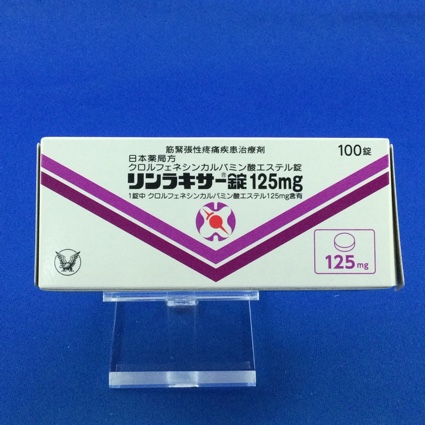 筋緊張性疼痛疾患治療剤
100錠
日本薬局方
クロルフェネシンカルバミン酸エステル錠
リンラキサー®錠125mg
1錠中 クロルフェネシンカルバミン酸エステル125mg含有
125mg